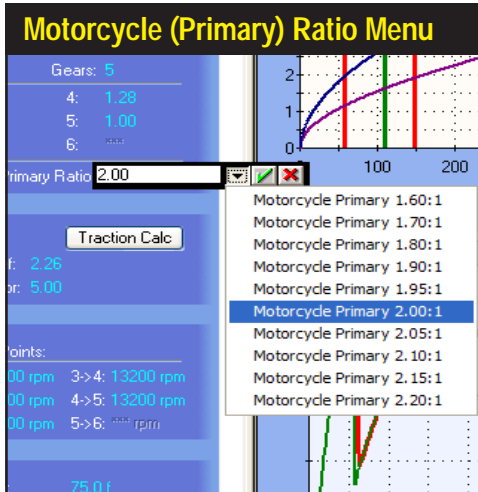 Motorcycle (Primary) Ratio Menu
Gears: 5
4: 1.28
5: 1.00
6: ***
Primary Ratio 2.00
Traction Calc
f: 2.26
or: 5.00
oints:
00 rpm 3->4: 13200 rpm
00 rpm 4->5: 13200 rpm
00 rpm 5->6: *** rpm
75.0 f
2
1
0
100 200
Motorcycle Primary 1.60:1
Motorcycle Primary 1.70:1
Motorcycle Primary 1.80:1
Motorcycle Primary 1.90:1
Motorcycle Primary 1.95:1
Motorcycle Primary 2.00:1
Motorcycle Primary 2.05:1
Motorcycle Primary 2.10:1
Motorcycle Primary 2.15:1
Motorcycle Primary 2.20:1